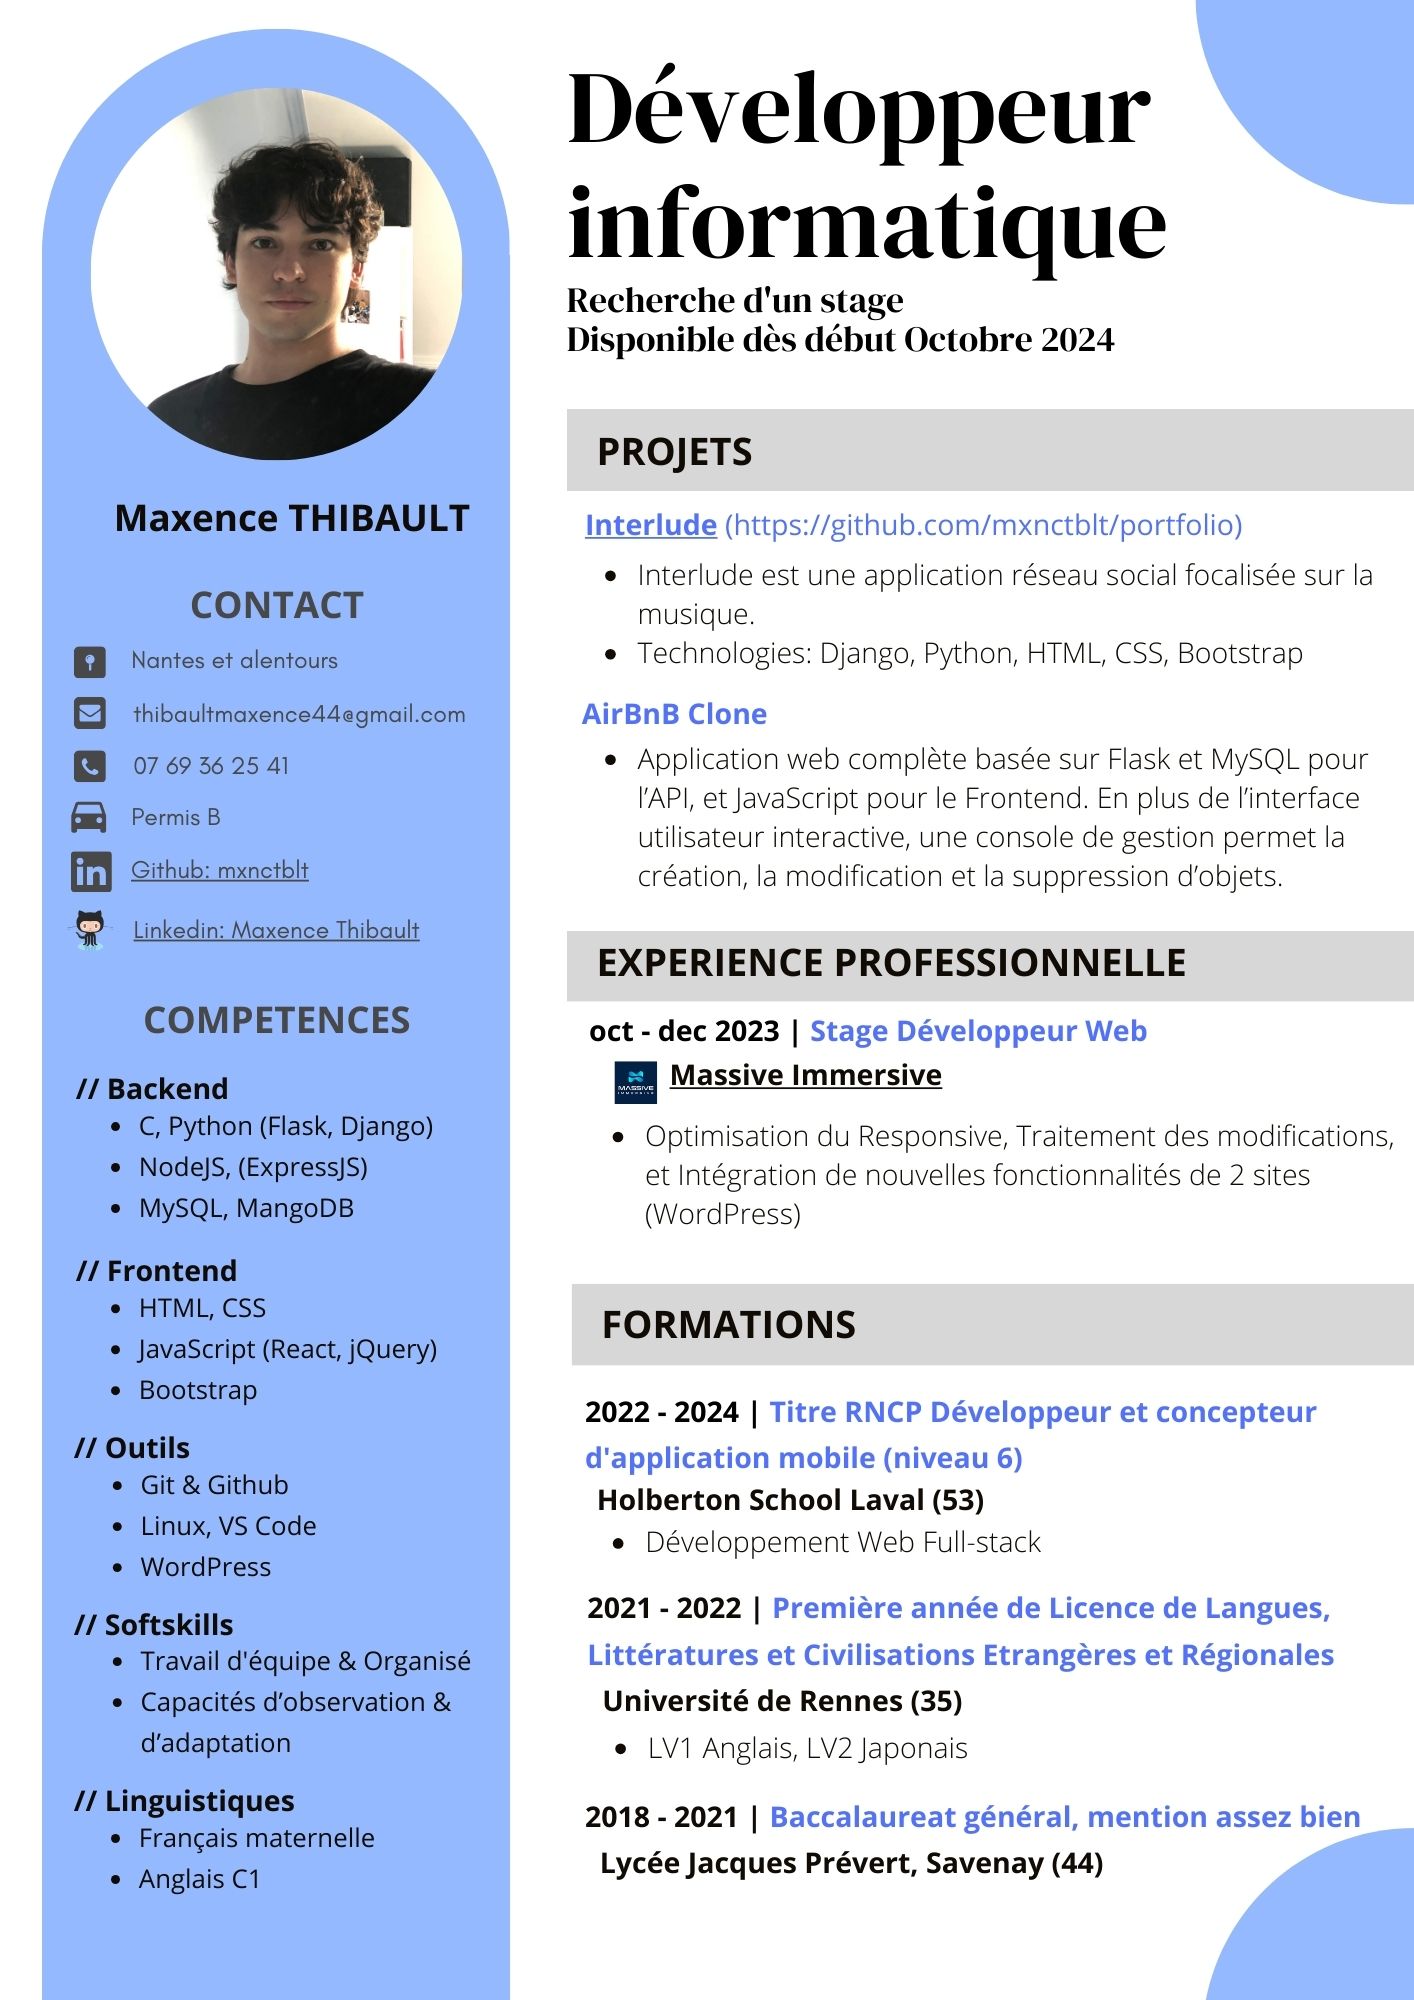 Développeur
informatique
Recherche d'un stage
Disponible dès début Octobre 2024
Maxence THIBAULT
CONTACT
Nantes et alentours
thibaultmaxence44@gmail.com
07 69 36 25 41
Permis B
in
Github: mxnctblt
Linkedin: Maxence Thibault
COMPETENCES
// Backend
• C, Python (Flask, Django)
• NodeJS, (ExpressJS)
• MySQL, MangoDB
// Frontend
• HTML, CSS
• JavaScript (React, jQuery)
• Bootstrap
// Outils
• Git & Github
• Linux, VS Code
• WordPress
// Softskills
• Travail d'équipe & Organisé
• Capacités d’observation &
d’adaptation
// Linguistiques
• Français maternelle
• Anglais C1
PROJETS
Interlude (https://github.com/mxnctblt/portfolio)
• Interlude est une application réseau social focalisée sur la
musique.
• Technologies: Django, Python, HTML, CSS, Bootstrap
AirBnB Clone
• Application web complète basée sur Flask et MySQL pour
l’API, et JavaScript pour le Frontend. En plus de l’interface
utilisateur interactive, une console de gestion permet la
création, la modification et la suppression d’objets.
EXPERIENCE PROFESSIONNELLE
oct - dec 2023 | Stage Développeur Web
MASSIVE
IMMERSIVE
Massive Immersive
• Optimisation du Responsive, Traitement des modifications,
et Intégration de nouvelles fonctionnalités de 2 sites
(WordPress)
FORMATIONS
2022 - 2024 | Titre RNCP Développeur et concepteur
d'application mobile (niveau 6)
Holberton School Laval (53)
• Développement Web Full-stack
2021 - 2022 | Première année de Licence de Langues,
Littératures et Civilisations Etrangères et Régionales
Université de Rennes (35)
• LV1 Anglais, LV2 Japonais
2018 - 2021 | Baccalaureat général, mention assez bien
Lycée Jacques Prévert, Savenay (44)